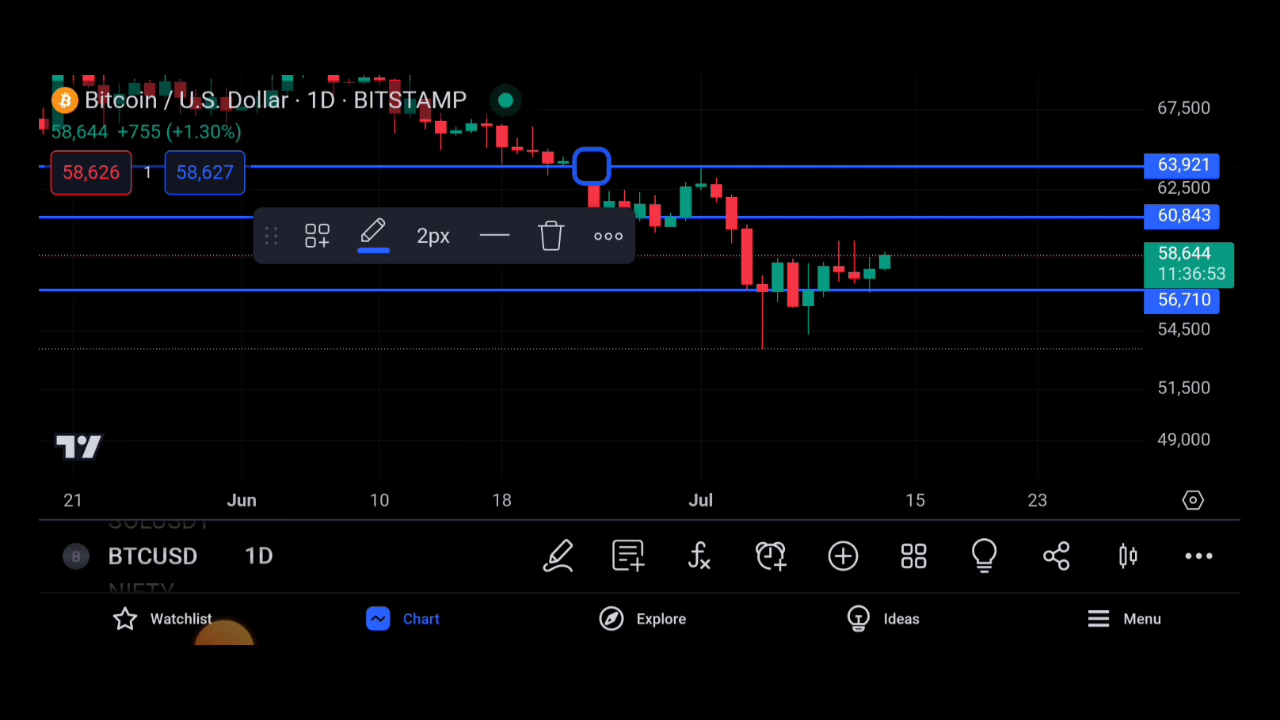 Bitcoin / U.S. Dollar · 1D · BITSTAMP
58,644 +755 (+1.30%)
58,626 1 58,627
67,500
63,921
62,500
60,843
58,644
11:36:53
56,710
54,500
51,500
49,000
2px
21 Jun 10 18 Jul 15 23
SOLUSDT
B BTCUSD 1D
NIFTY
Watchlist Chart Explore Ideas Menu